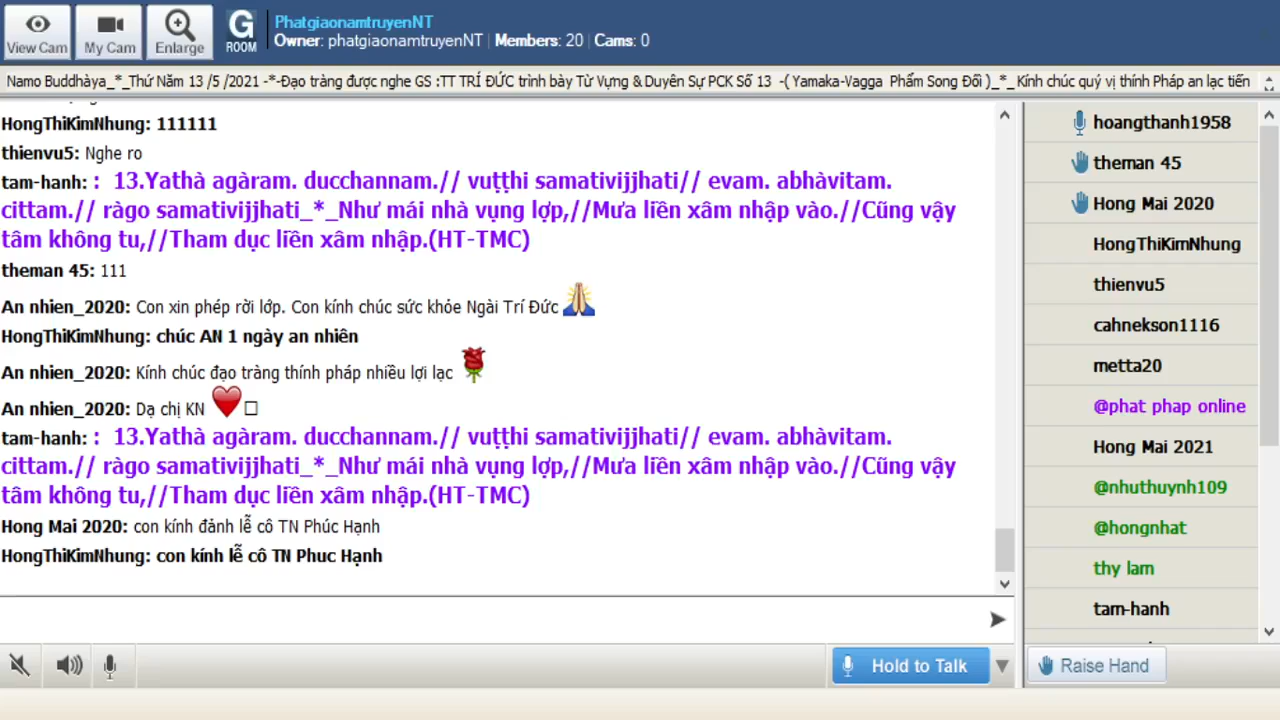 View Cam
My Cam
Enlarge
G
ROOM
PhatgiaonamtruyenNT
Owner: phatgiaonamtruyenNT | Members: 20 | Cams: 0
Namo Buddhàya_*_Thứ Năm 13 /5 /2021 -*-Đạo tràng được nghe GS :TT TRÍ ĐỨC trình bày Từ Vựng & Duyên Sự PCK Số 13 -( Yamaka-Vagga Phẩm Song Đối )_*_ Kính chúc quý vị thính Pháp an lạc tiến
HongThiKimNhung: 111111
thienvu5: Nghe ro
tam-hanh: : 13.Yathà agàram. ducchannam.// vuṭṭhi samativijjhati// evam. abhàvitam.
cittam.// ràgo samativijjhati_*_Như mái nhà vụng lợp,//Mưa liền xâm nhập vào.//Cũng vậy
tâm không tu,//Tham dục liền xâm nhập.(HT-TMC)
theman 45: 111
An nhien_2020: Con xin phép rời lớp. Con kính chúc sức khỏe Ngài Trí Đức
HongThiKimNhung: chúc AN 1 ngày an nhiên
An nhien_2020: Kính chúc đạo tràng thính pháp nhiều lợi lạc
An nhien_2020: Dạ chị KN
tam-hanh: : 13.Yathà agàram. ducchannam.// vuṭṭhi samativijjhati// evam. abhàvitam.
cittam.// ràgo samativijjhati_*_Như mái nhà vụng lợp,//Mưa liền xâm nhập vào.//Cũng vậy
tâm không tu,//Tham dục liền xâm nhập.(HT-TMC)
Hong Mai 2020: con kính đảnh lễ cô TN Phúc Hạnh
HongThiKimNhung: con kính lễ cô TN Phuc Hạnh
hoangthanh1958
theman 45
Hong Mai 2020
HongThiKimNhung
thienvu5
cahnekson1116
metta20
@phat phap online
Hong Mai 2021
@nhuthuynh109
@hongnhat
thy lam
tam-hanh
Hold to Talk
Raise Hand